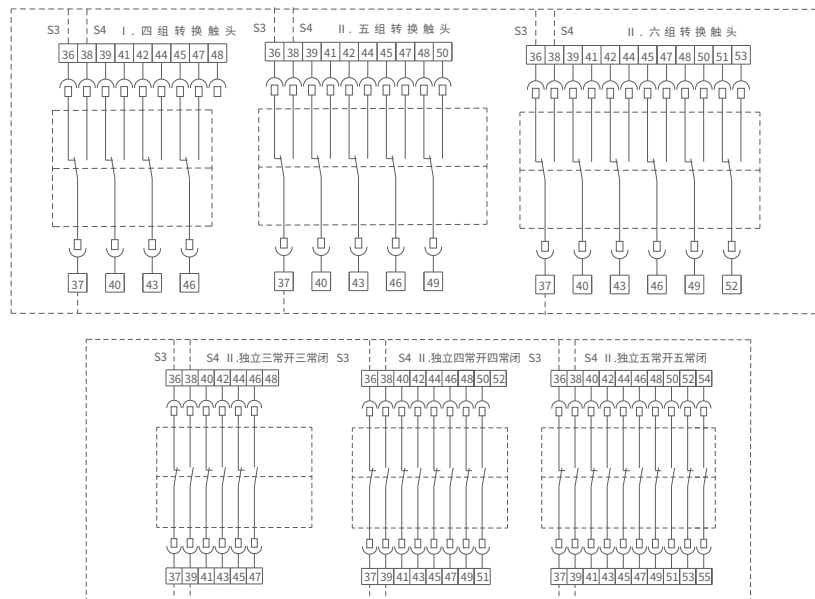 S3 S4 I.四组转换触头
36 38 39 41 42 44 45 47 48
37 40 43 46
S3 S4 II.五组转换触头
36 38 39 41 42 44 45 47 48 50
37 40 43 46 49
S3 S4 II.六组转换触头
36 38 39 41 42 44 45 47 48 50 51 53
37 40 43 46 49 52
S3 S4 II.独立三常开三常闭
36 38 40 42 44 46 48
37 39 41 43 45 47
S3 S4 II.独立四常开四常闭
36 38 40 42 44 46 48 50 52
37 39 41 43 45 47 49 51
S3 S4 II.独立五常开五常闭
36 38 40 42 44 46 48 50 52 54
37 39 41 43 45 47 49 51 53 55